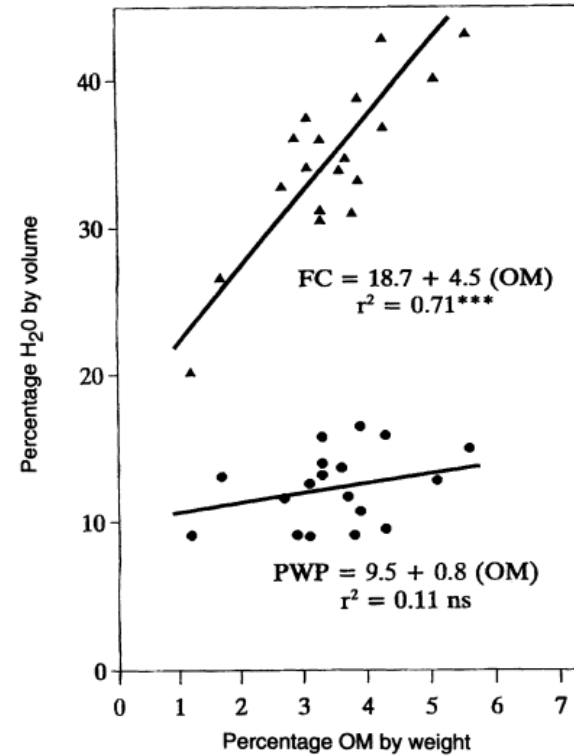 40
30
20
10
0
Percentage H20 by volume
FC = 18.7 + 4.5 (OM)
r² = 0.71***
PWP = 9.5 + 0.8 (OM)
r² = 0.11 ns
0 1 2 3 4 5 6 7
Percentage OM by weight